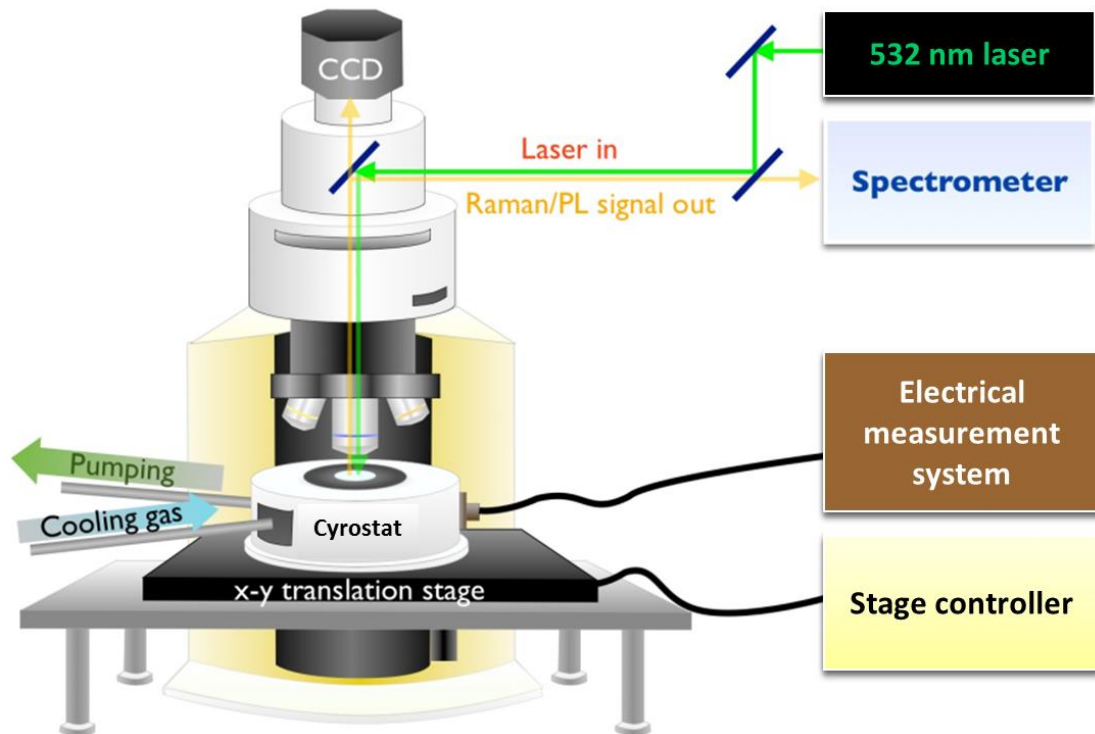 CCD
532 nm laser
Laser in
Raman/PL signal out
Spectrometer
Pumping
Cooling gas
Cyrostat
x-y translation stage
Electrical
measurement
system
Stage controller